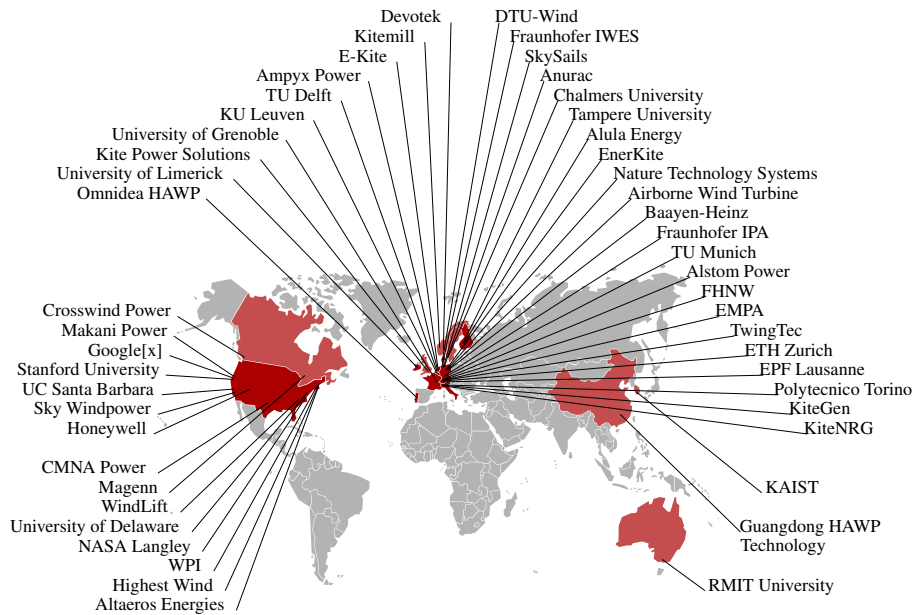 Devotek
Kitemill
E-Kite
Ampyx Power
TU Delft
KU Leuven
University of Grenoble
Kite Power Solutions
University of Limerick
Omnidea HAWP
DTU-Wind
Fraunhofer IWES
SkySails
Anurac
Chalmers University
Tampere University
Alula Energy
EnerKite
Nature Technology Systems
Airborne Wind Turbine
Baayen-Heinz
Fraunhofer IPA
TU Munich
Alstom Power
FHNW
EMPA
TwingTec
ETH Zurich
EPF Lausanne
Polytecnico Torino
KiteGen
KiteNRG
Crosswind Power
Makani Power
Google[x]
Stanford University
UC Santa Barbara
Sky Windpower
Honeywell
CMNA Power
Magenn
WindLift
University of Delaware
NASA Langley
WPI
Highest Wind
Altaeros Energies
KAIST
Guangdong HAWP
Technology
RMIT University